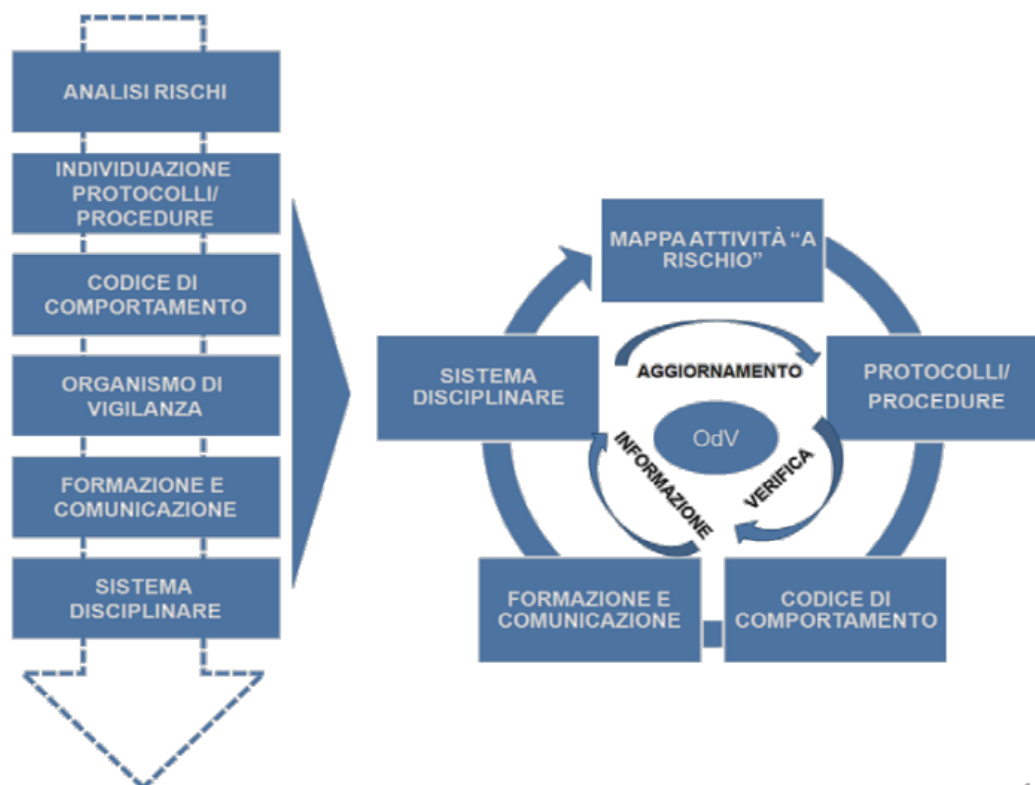 ANALISI RISCHI
INDIVIDUAZIONE
PROTOCOLLI/
PROCEDURE
CODICE DI
COMPORTAMENTO
ORGANISMO DI
VIGILANZA
FORMAZIONE E
COMUNICAZIONE
SISTEMA
DISCIPLINARE
MAPPA ATTIVITÀ “A
RISCHIO”
SISTEMA
DISCIPLINARE
AGGIORNAMENTO
PROTOCOLLI/
PROCEDURE
OdV
INFORMAZIONE
VERIFICA
FORMAZIONE E
COMUNICAZIONE
CODICE DI
COMPORTAMENTO